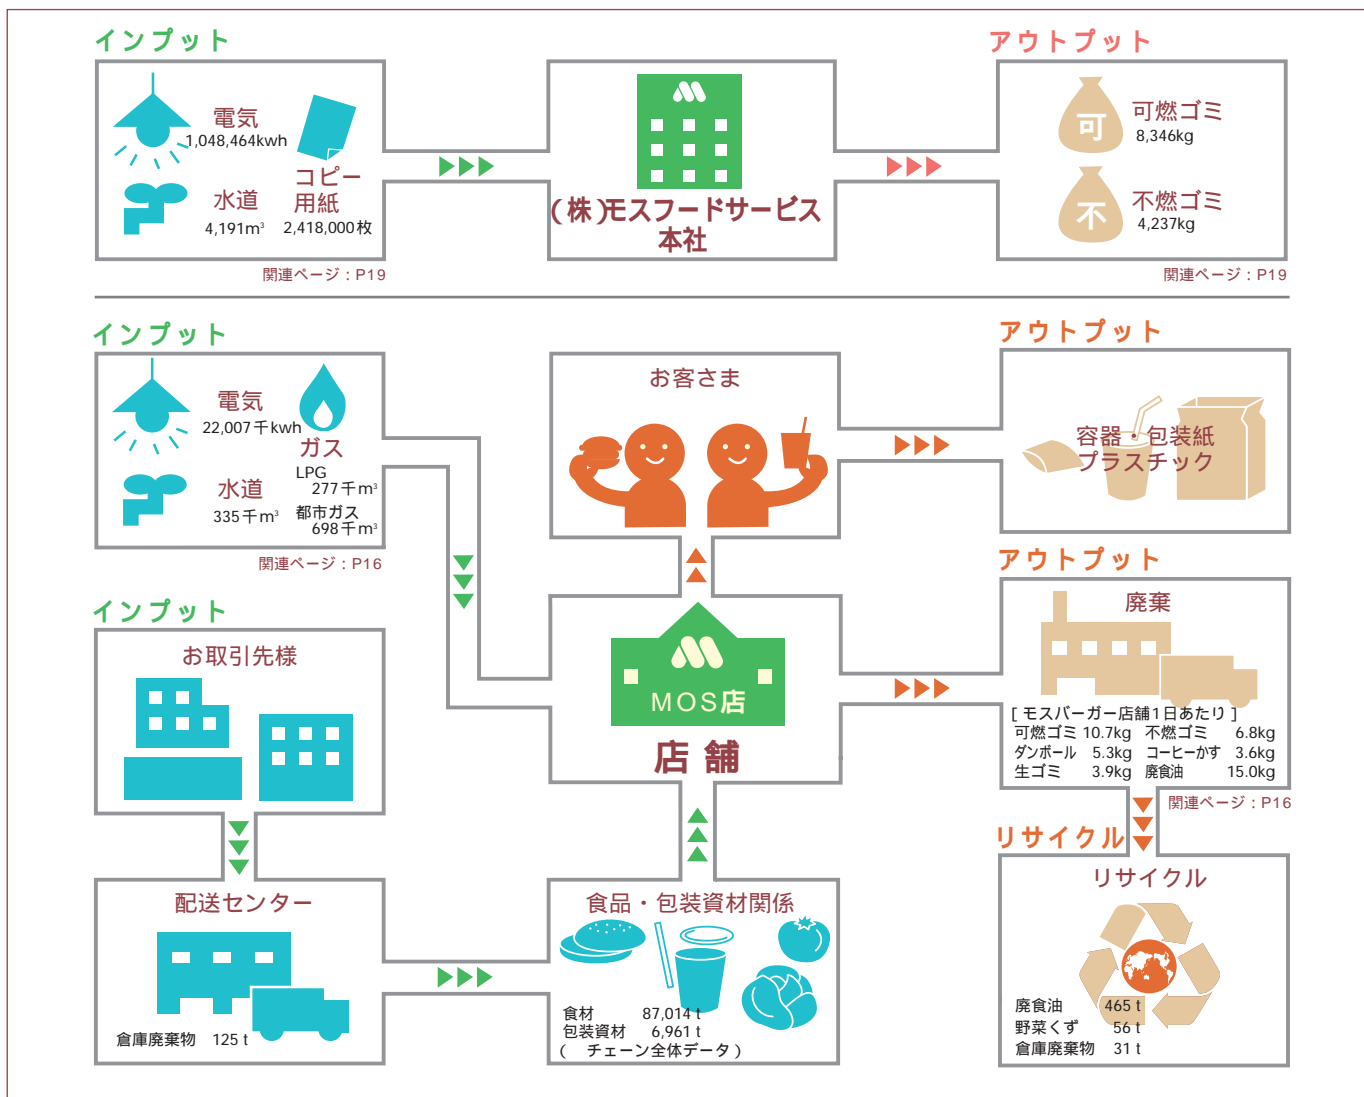 インプット
電気
1,048,464kwh
水道
4,191m³
コピー
用紙
2,418,000枚
関連ページ：P19
（株）モスフードサービス
本社
アウトプット
可
可燃ゴミ
8,346kg
不
不燃ゴミ
4,237kg
関連ページ：P19
インプット
電気
22,007千kwh
水道
335千m³
ガス
LPG
277千m³
都市ガス
698千m³
関連ページ：P16
お客さま
アウトプット
容器・包装紙
プラスチック
インプット
お取引先様
MOS店
店舗
アウトプット
廃棄
[モスバーガー店舗1日あたり]
可燃ゴミ 10.7kg 不燃ゴミ 6.8kg
ダンボール 5.3kg コーヒーかす 3.6kg
生ゴミ 3.9kg 廃食油 15.0kg
関連ページ：P16
配送センター
倉庫廃棄物 125 t
食品・包装資材関係
食材 87,014 t
包装資材 6,961 t
（ チェーン全体データ）
リサイクル
リサイクル
廃食油 465 t
野菜くず 56 t
倉庫廃棄物 31 t